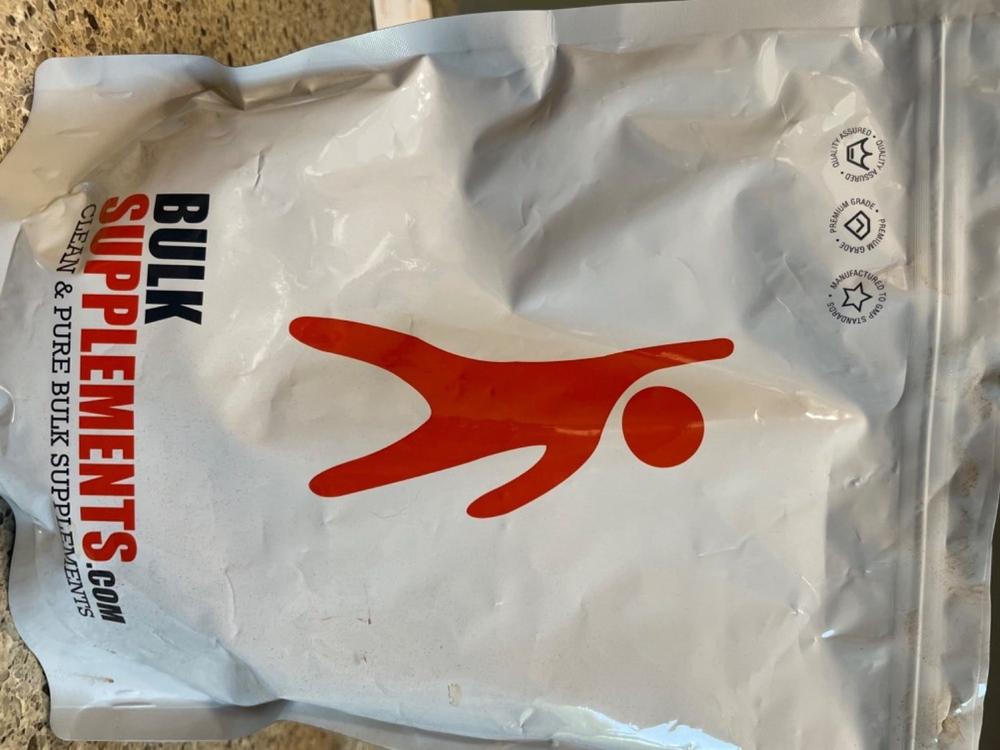 QUALITY ASSURED • QUALITY ASSURED •
PREMIUM GRADE • PREMIUM GRADE •
MANUFACTURED TO GMP STANDARDS •
BULK
SUPPLEMENTS.COM
CLEAN & PURE BULK SUPPLEMENTS